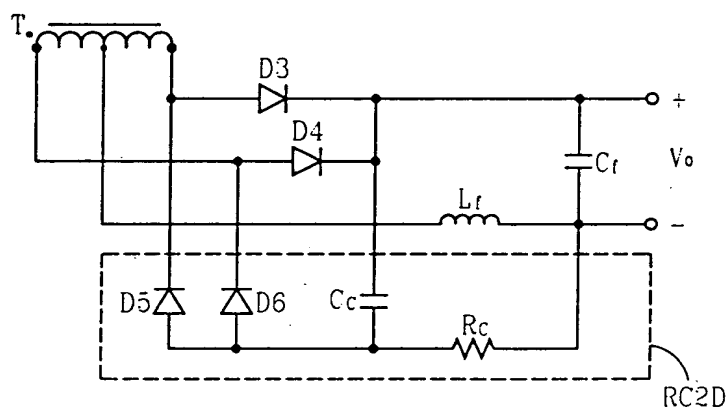 T.
D3
+
D4
Cf
Vo
Lf
-
D5
D6
Cc
Rc
RC2D